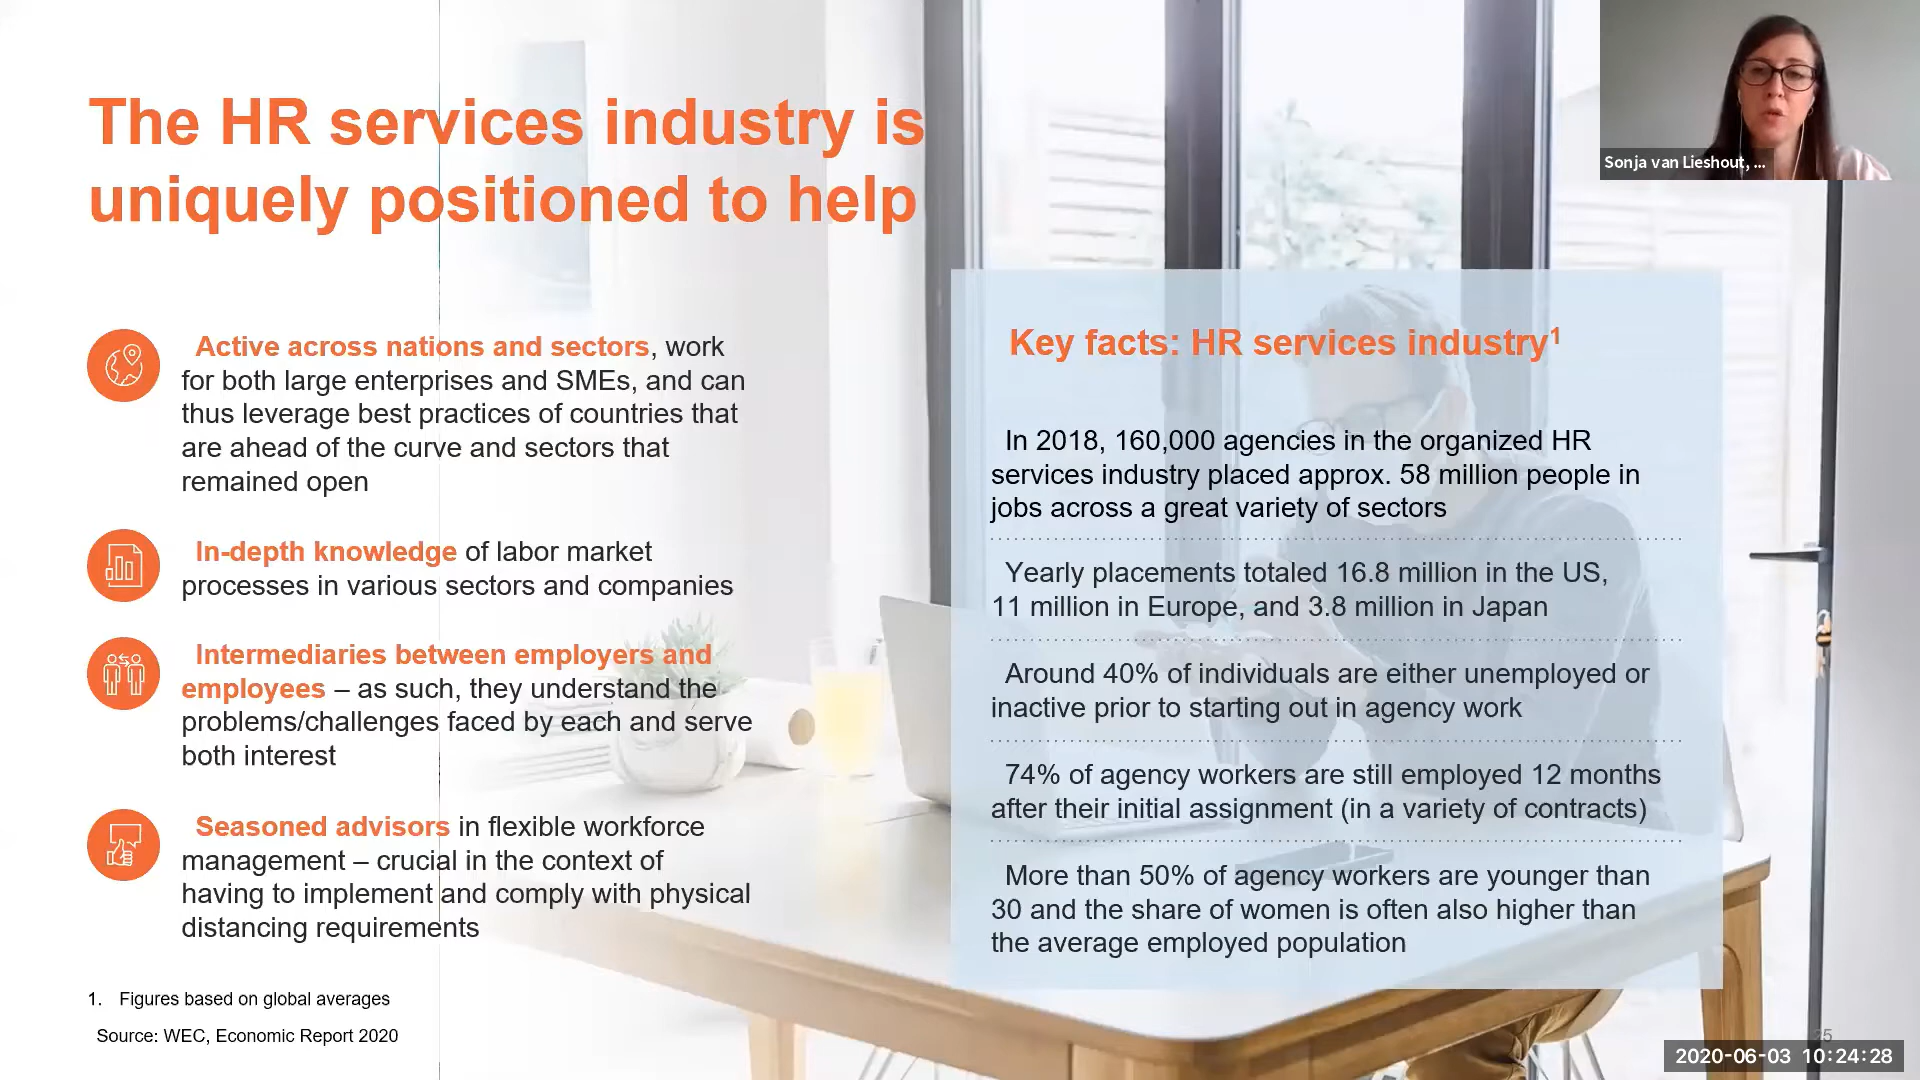 The HR services industry is
uniquely positioned to help
Active across nations and sectors, work
for both large enterprises and SMEs, and can
thus leverage best practices of countries that
are ahead of the curve and sectors that
remained open
In-depth knowledge of labor market
processes in various sectors and companies
Intermediaries between employers and
employees – as such, they understand the
problems/challenges faced by each and serve
both interest
Seasoned advisors in flexible workforce
management – crucial in the context of
having to implement and comply with physical
distancing requirements
1. Figures based on global averages
Source: WEC, Economic Report 2020
Key facts: HR services industry¹
In 2018, 160,000 agencies in the organized HR
services industry placed approx. 58 million people in
jobs across a great variety of sectors
Yearly placements totaled 16.8 million in the US,
11 million in Europe, and 3.8 million in Japan
Around 40% of individuals are either unemployed or
inactive prior to starting out in agency work
74% of agency workers are still employed 12 months
after their initial assignment (in a variety of contracts)
More than 50% of agency workers are younger than
30 and the share of women is often also higher than
the average employed population
Sonja van Lieshout, ...
25
2020-06-03 10:24:28